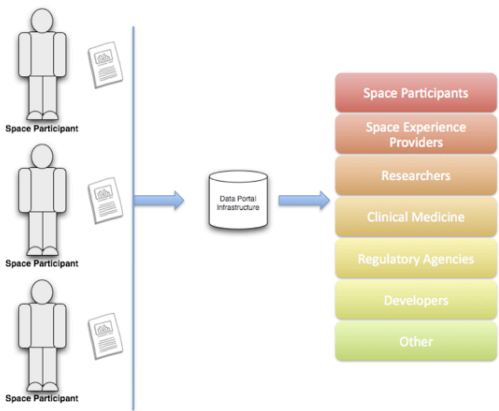 Space Participant
Space Participant
Space Participant
Data Portal
Infrastructure
Space Participants
Space Experience
Providers
Researchers
Clinical Medicine
Regulatory Agencies
Developers
Other